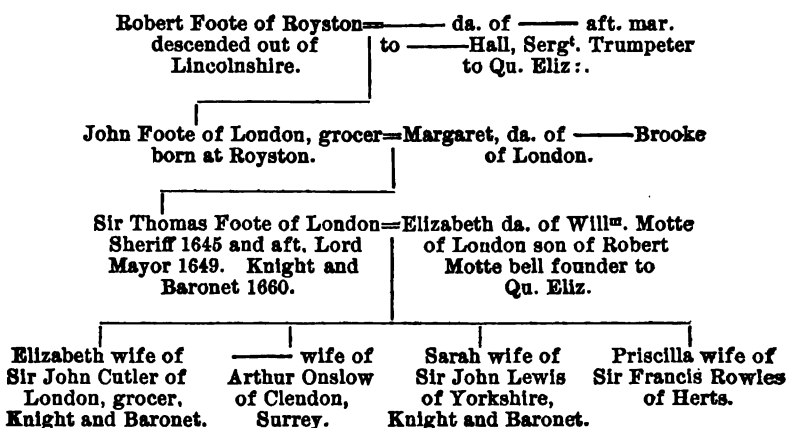 Robert Foote of Royston=—— da. of —— aft. mar.
descended out of to ——Hall, Sergᵗ. Trumpeter
Lincolnshire. to Qu. Eliz:.
John Foote of London, grocer=Margaret, da. of ——Brooke
born at Royston. of London.
Sir Thomas Foote of London=Elizabeth da. of Willᵐ. Motte
Sheriff 1645 and aft. Lord of London son of Robert
Mayor 1649. Knight and Motte bell founder to
Baronet 1660. Qu. Eliz.
Elizabeth wife of —— wife of Sarah wife of Priscilla wife of
Sir John Cutler of Arthur Onslow Sir John Lewis Sir Francis Rowles
London, grocer, of Clendon, of Yorkshire, of Herts.
Knight and Baronet. Surrey. Knight and Baronet.